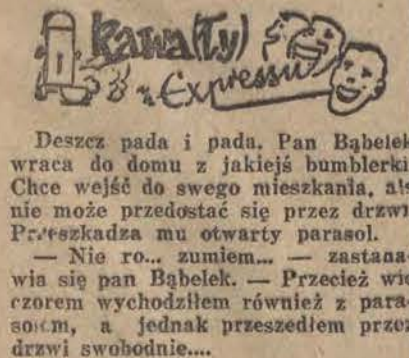 Kawa(ły)
z Expressu
Deszcz pada i pada. Pan Bąbelek
wraca do domu z jakiejś bumblerki
Chce wejść do swego mieszkania, ale
nie może przedostać się przez drzwi
Przeszkadza mu otwarty parasol.
— Nie ro... zumiem... — zastana-
wia się pan Bąbelek. — Przecież wie
czorem wychodziłem również z para-
solem, a jednak przeszedłem przez
drzwi swobodnie....